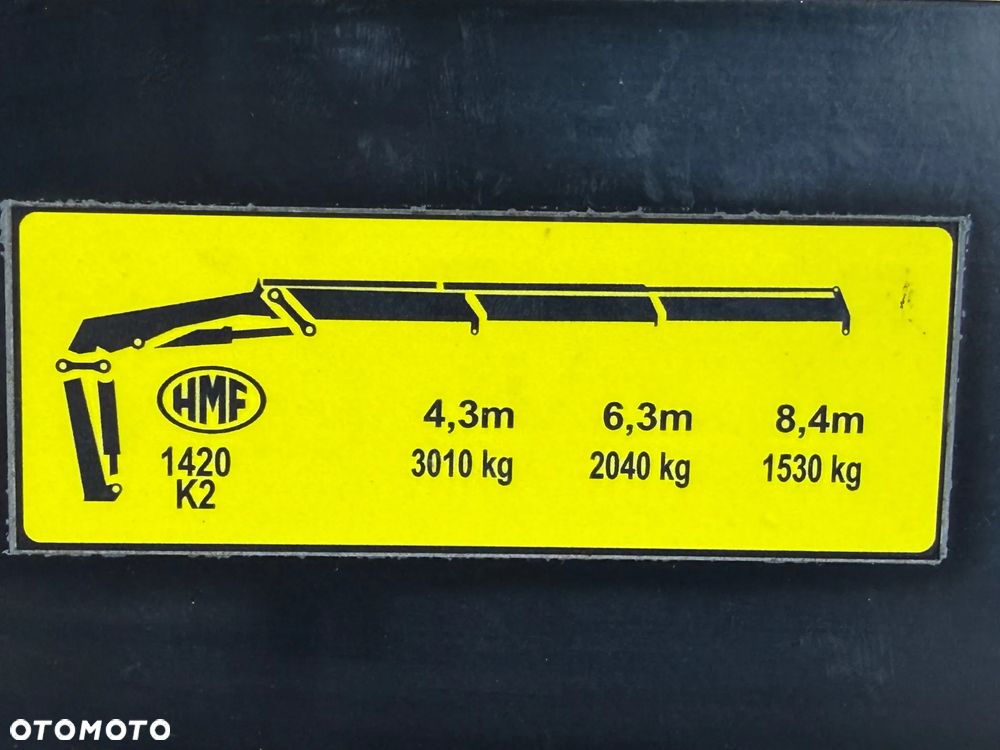 HMF
1420
K2
4,3m 6,3m 8,4m
3010 kg 2040 kg 1530 kg
OTOMOTO